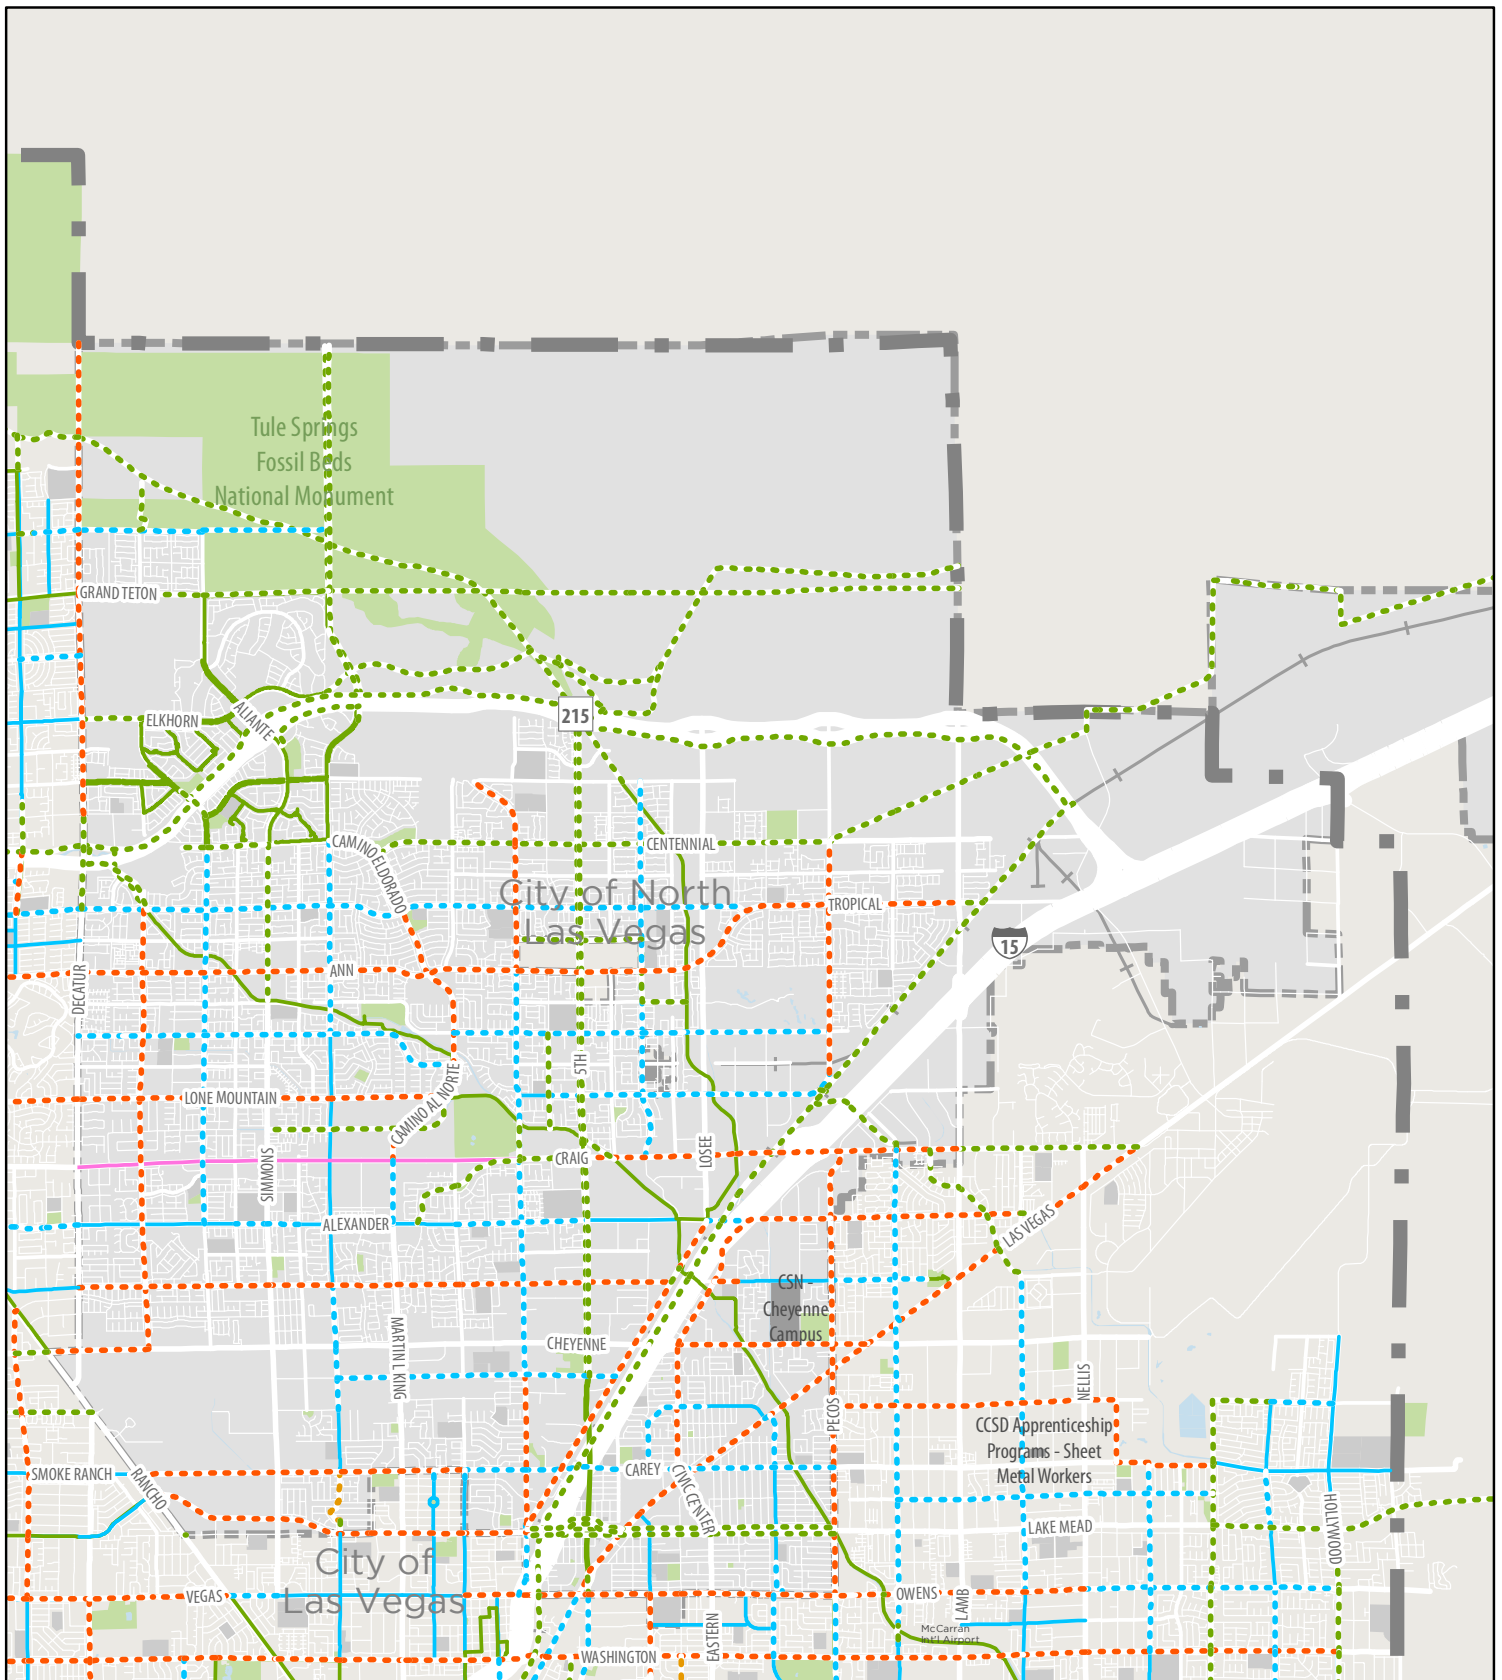 Tule Springs
Fossil Beds
National Monument
GRAND TETON
ELKHORN
ALIANTE
215
CAMINO ELDORADO
CENTENNIAL
City of North
Las Vegas
TROPICAL
15
DECATUR
ANN
5TH
LONE MOUNTAIN
CAMINO AL NORTE
SIMMONS
CRAIG
LOSEE
ALEXANDER
LAS VEGAS
CSN -
Cheyenne
Campus
MARTIN L KING
CHEYENNE
NELLIS
PECOS
CCSD Apprenticeship
Programs - Sheet
Metal Workers
SMOKE RANCH
RANCHO
CAREY
CIVIC CENTER
HOLLYWOOD
LAKE MEAD
City of
Las Vegas
VEGAS
OWENS
LAMB
EASTERN
McCarran
Int'l Airport
WASHINGTON